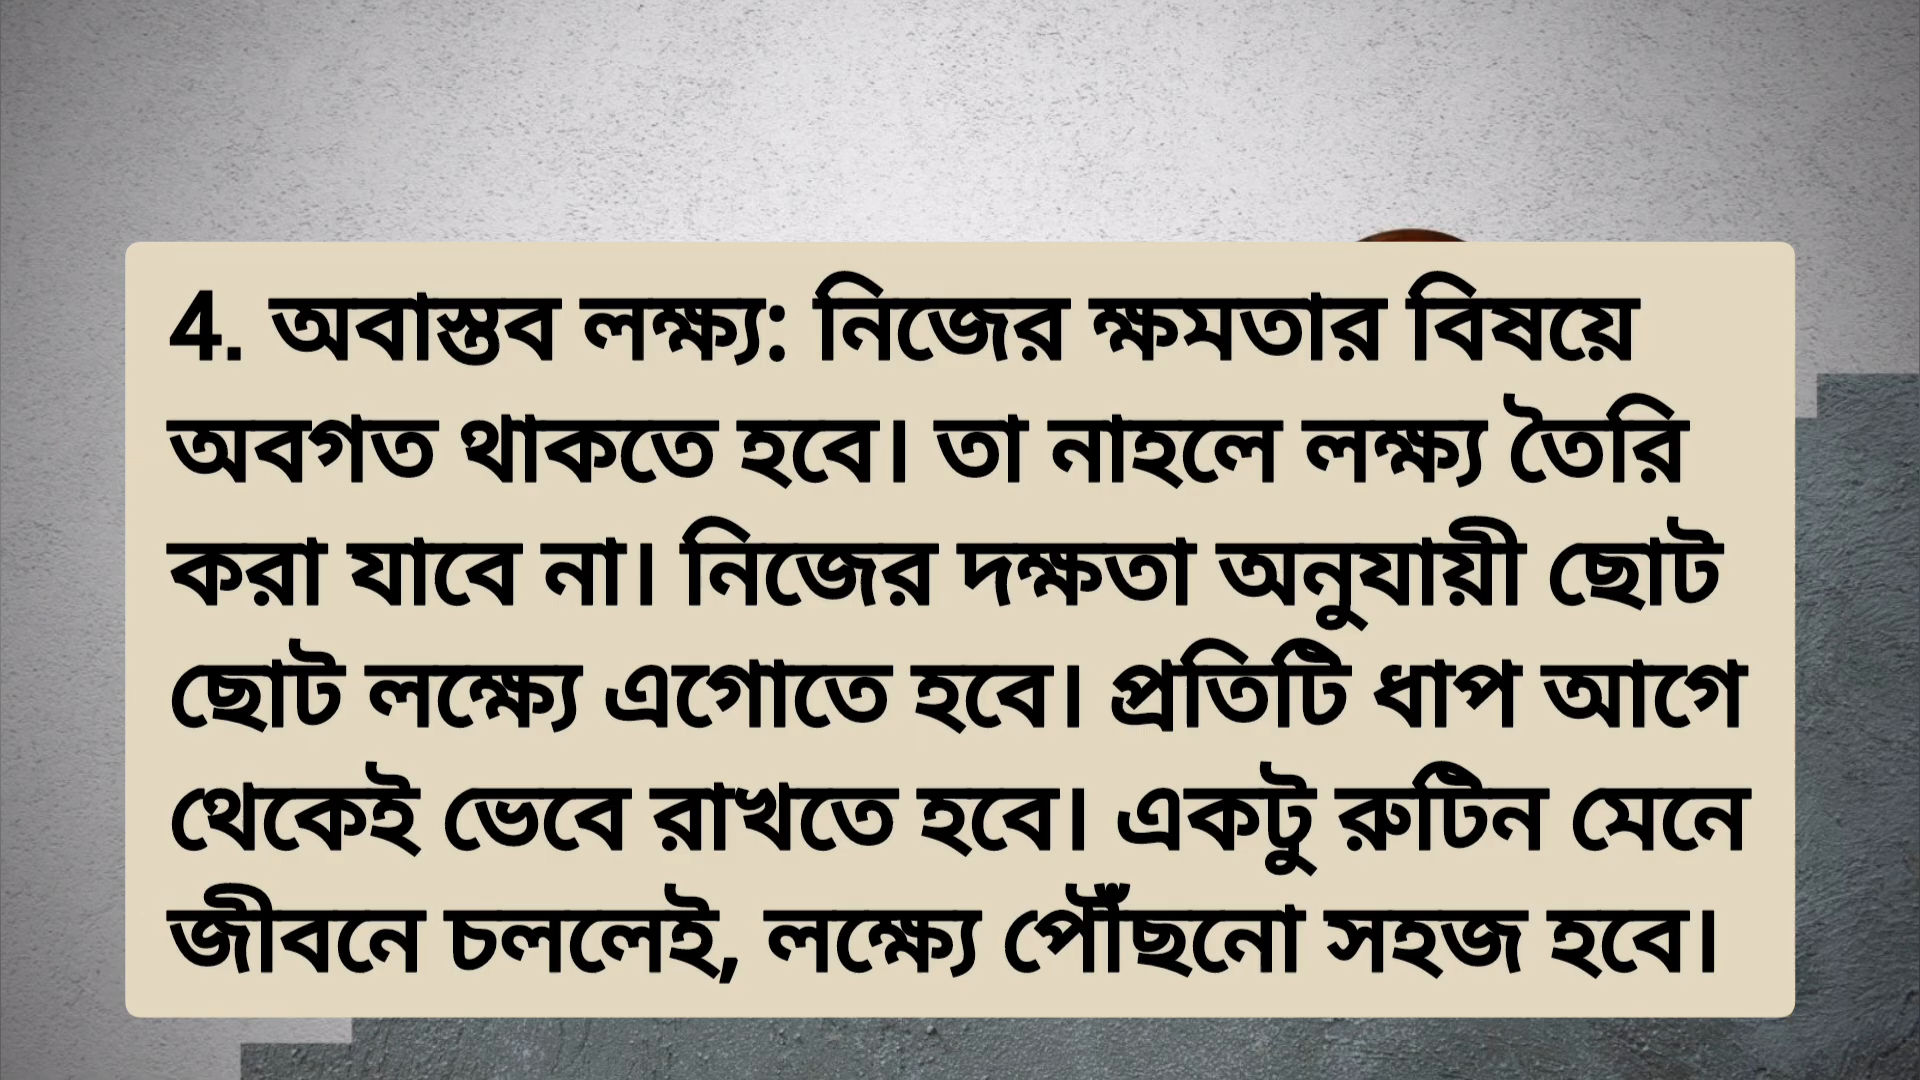 4. অবাস্তব লক্ষ্য: নিজের ক্ষমতার বিষয়ে
অবগত থাকতে হবে। তা নাহলে লক্ষ্য তৈরি
করা যাবে না। নিজের দক্ষতা অনুযায়ী ছোট
ছোট লক্ষ্যে এগোতে হবে। প্রতিটি ধাপ আগে
থেকেই ভেবে রাখতে হবে। একটু রুটিন মেনে
জীবনে চললেই, লক্ষ্যে পৌঁছনো সহজ হবে।